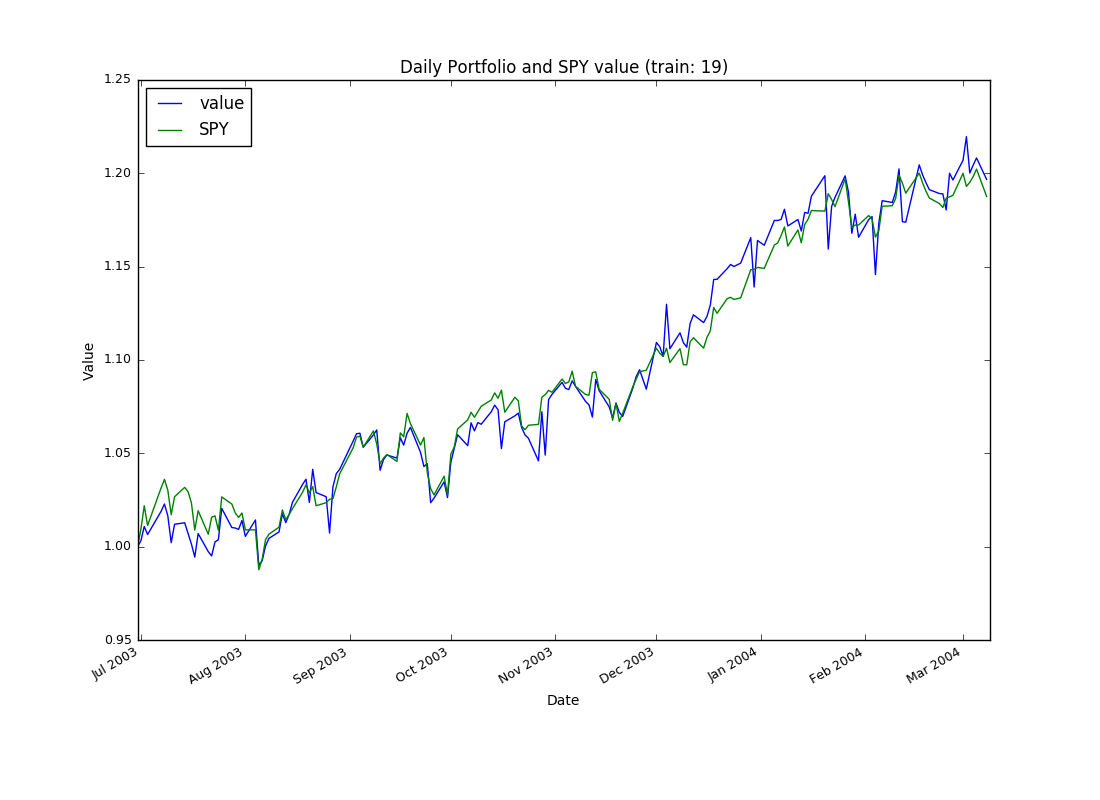 Daily Portfolio and SPY value (train: 19)
1.25
value
SPY
1.20
1.15
1.10
Value
1.05
1.00
0.95
Jul 2003
Aug 2003
Sep 2003
Oct 2003
Nov 2003
Dec 2003
Jan 2004
Feb 2004
Mar 2004
Date